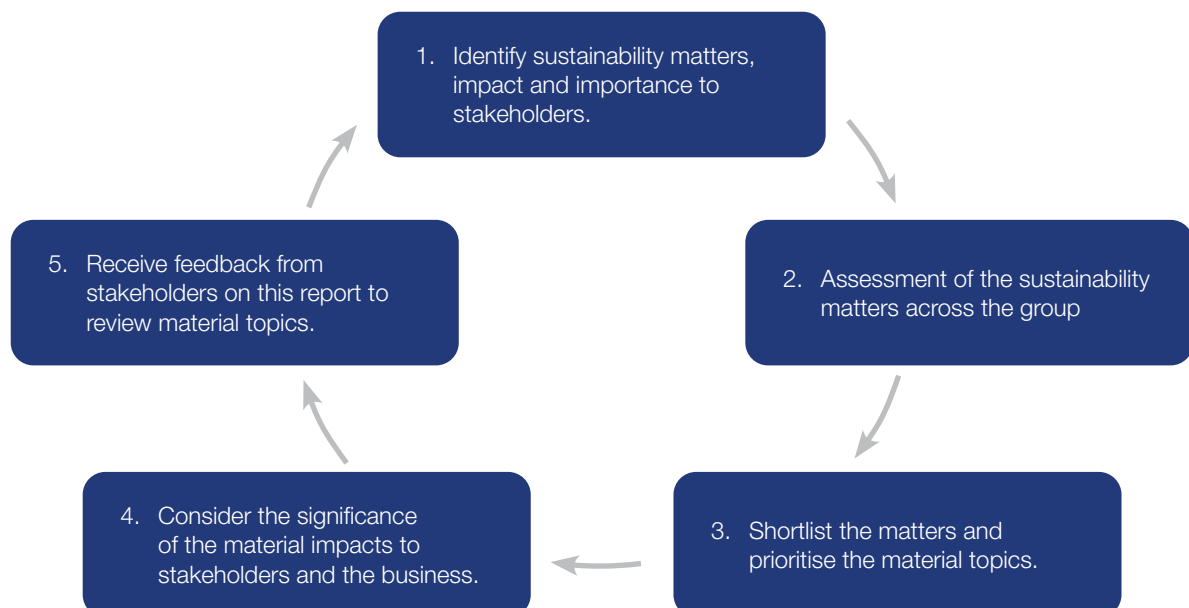 1. Identify sustainability matters,
impact and importance to
stakeholders.
2. Assessment of the sustainability
matters across the group
3. Shortlist the matters and
prioritise the material topics.
4. Consider the significance
of the material impacts to
stakeholders and the business.
5. Receive feedback from
stakeholders on this report to
review material topics.